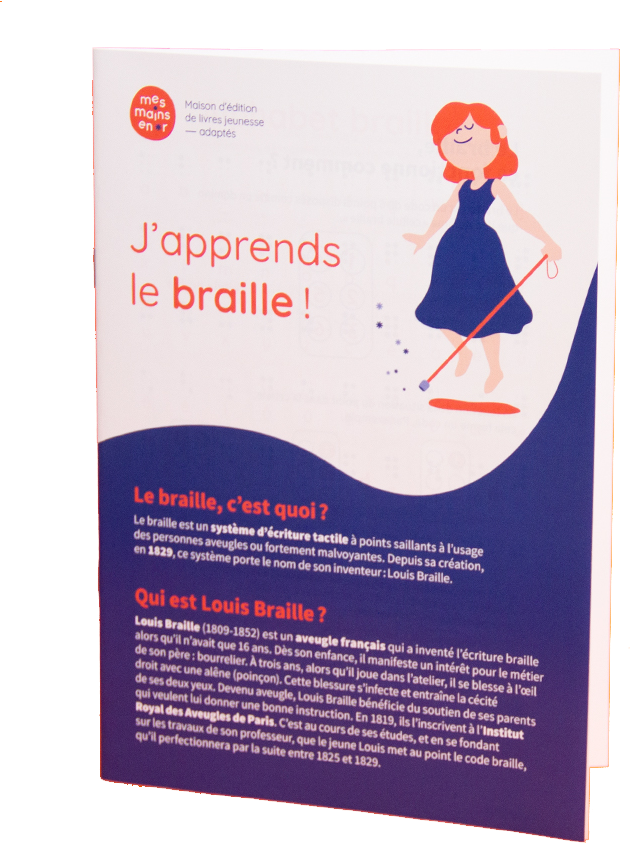 mes
mains
en or
Maison d'édition
de livres jeunesse
— adaptés
J'apprends
le braille !
Le braille, c'est quoi ?
Le braille est un système d'écriture tactile à points saillants à l'usage
des personnes aveugles ou fortement malvoyantes. Depuis sa création,
en 1829, ce système porte le nom de son inventeur : Louis Braille.
Qui est Louis Braille ?
Louis Braille (1809-1852) est un aveugle français qui a inventé l'écriture braille
alors qu'il n'avait que 16 ans. Dès son enfance, il manifeste un intérêt pour le métier
de son père : bourrelier. À trois ans, alors qu'il joue dans l'atelier, il se blesse à l'œil
droit avec une alêne (poinçon). Cette blessure s'infecte et entraîne la cécité
de ses deux yeux. Devenu aveugle, Louis Braille bénéficie du soutien de ses parents
qui veulent lui donner une bonne instruction. En 1819, ils l'inscrivent à l'Institut
Royal des Aveugles de Paris. C'est au cours de ses études, et en se fondant
sur les travaux de son professeur, que le jeune Louis met au point le code braille,
qu'il perfectionnera par la suite entre 1825 et 1829.